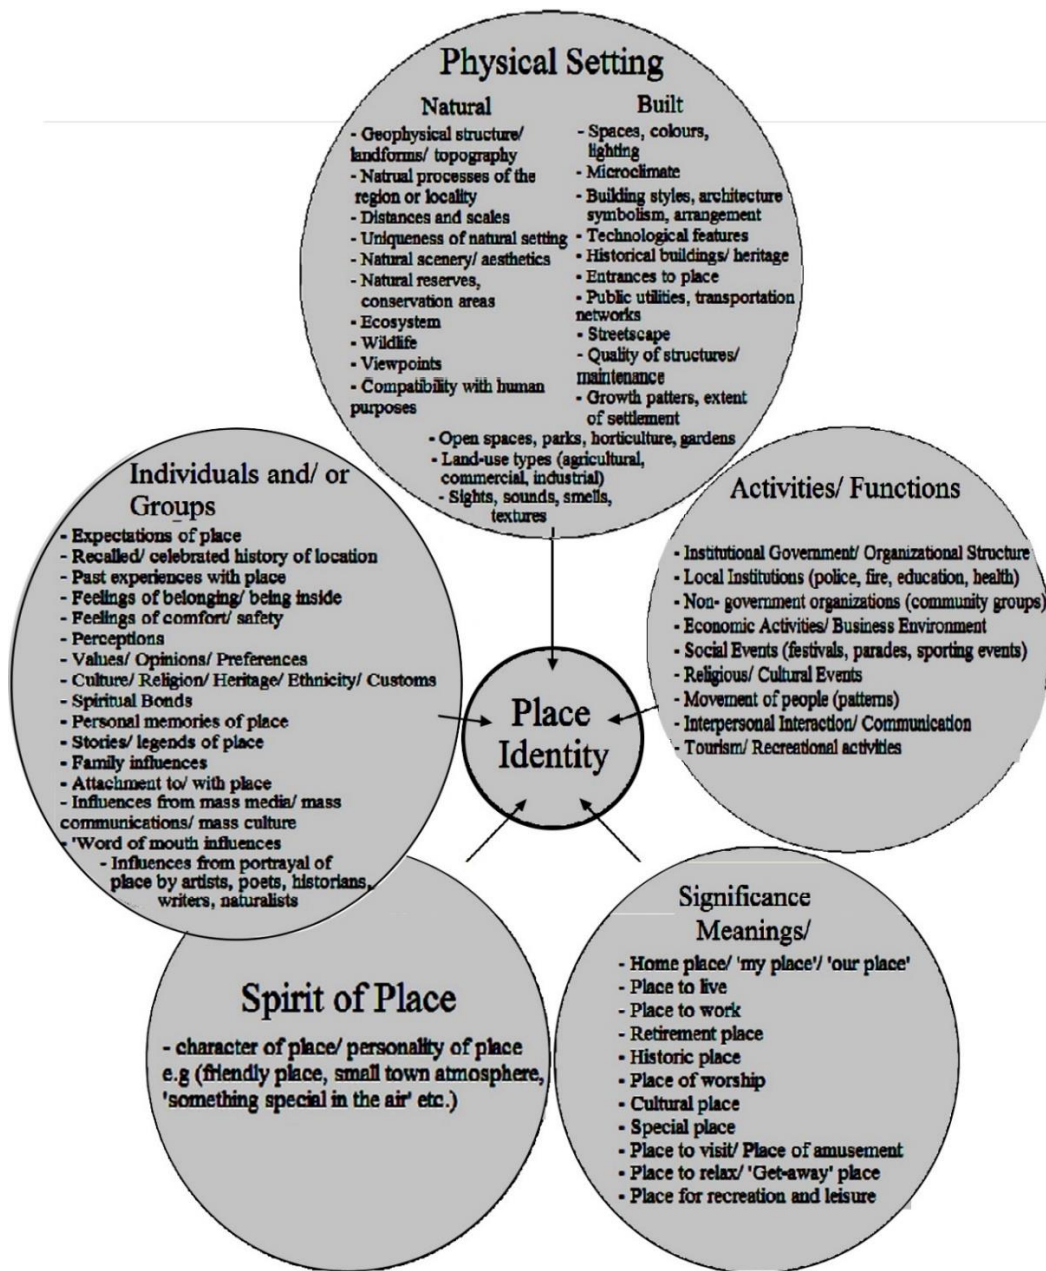 Physical Setting
Natural
- Geophysical structure/
landforms/ topography
- Natrual processes of the
region or locality
- Distances and scales
- Uniqueness of natural setting
- Natural scenery/ aesthetics
- Natural reserves,
conservation areas
- Ecosystem
- Wildlife
- Viewpoints
- Compatibility with human
purposes
Built
- Spaces, colours,
lighting
- Microclimate
- Building styles, architecture
symbolism, arrangement
- Technological features
- Historical buildings/ heritage
- Entrances to place
- Public utilities, transportation
networks
- Streetscape
- Quality of structures/
maintenance
- Growth patters, extent
of settlement
- Open spaces, parks, horticulture, gardens
- Land-use types (agricultural,
commercial, industrial)
- Sights, sounds, smells,
textures
Individuals and/ or
Groups
- Expectations of place
- Recalled/ celebrated history of location
- Past experiences with place
- Feelings of belonging/ being inside
- Feelings of comfort/ safety
- Perceptions
- Values/ Opinions/ Preferences
- Culture/ Religion/ Heritage/ Ethnicity/ Customs
- Spiritual Bonds
- Personal memories of place
- Stories/ legends of place
- Family influences
- Attachment to/ with place
- Influences from mass media/ mass
communications/ mass culture
- 'Word of mouth influences
- Influences from portrayal of
place by artists, poets, historians,
writers, naturalists
Place
Identity
Activities/ Functions
- Institutional Government/ Organizational Structure
- Local Institutions (police, fire, education, health)
- Non- government organizations (community groups)
- Economic Activities/ Business Environment
- Social Events (festivals, parades, sporting events)
- Religious/ Cultural Events
- Movement of people (patterns)
- Interpersonal Interaction/ Communication
- Tourism/ Recreational activities
Spirit of Place
- character of place/ personality of place
e.g (friendly place, small town atmosphere,
'something special in the air' etc.)
Significance
Meanings/
- Home place/ 'my place'/ 'our place'
- Place to live
- Place to work
- Retirement place
- Historic place
- Place of worship
- Cultural place
- Special place
- Place to visit/ Place of amusement
- Place to relax/ 'Get-away' place
- Place for recreation and leisure